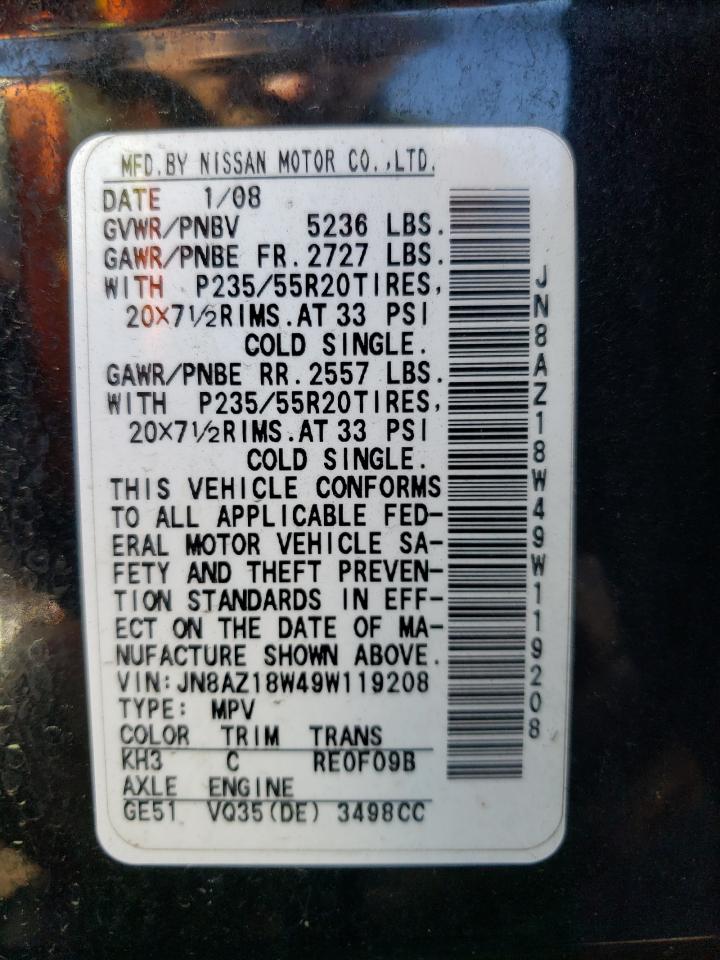 MFD.BY NISSAN MOTOR CO.,LTD.
DATE 1/08
GVWR/PNBV 5236 LBS.
GAWR/PNBE FR.2727 LBS.
WITH P235/55R20TIRES,
20X7½RIMS.AT 33 PSI
COLD SINGLE.
GAWR/PNBE RR.2557 LBS.
WITH P235/55R20TIRES,
20X7½RIMS.AT 33 PSI
COLD SINGLE.
THIS VEHICLE CONFORMS
TO ALL APPLICABLE FED-
ERAL MOTOR VEHICLE SA-
FETY AND THEFT PREVEN-
TION STANDARDS IN EFF-
ECT ON THE DATE OF MA-
NUFACTURE SHOWN ABOVE.
VIN:JN8AZ18W49W119208
TYPE: MPV
COLOR TRIM TRANS
KH3 C RE0F09B
AXLE ENGINE
GE51 VQ35(DE) 3498CC
JN8AZ18W49W119208